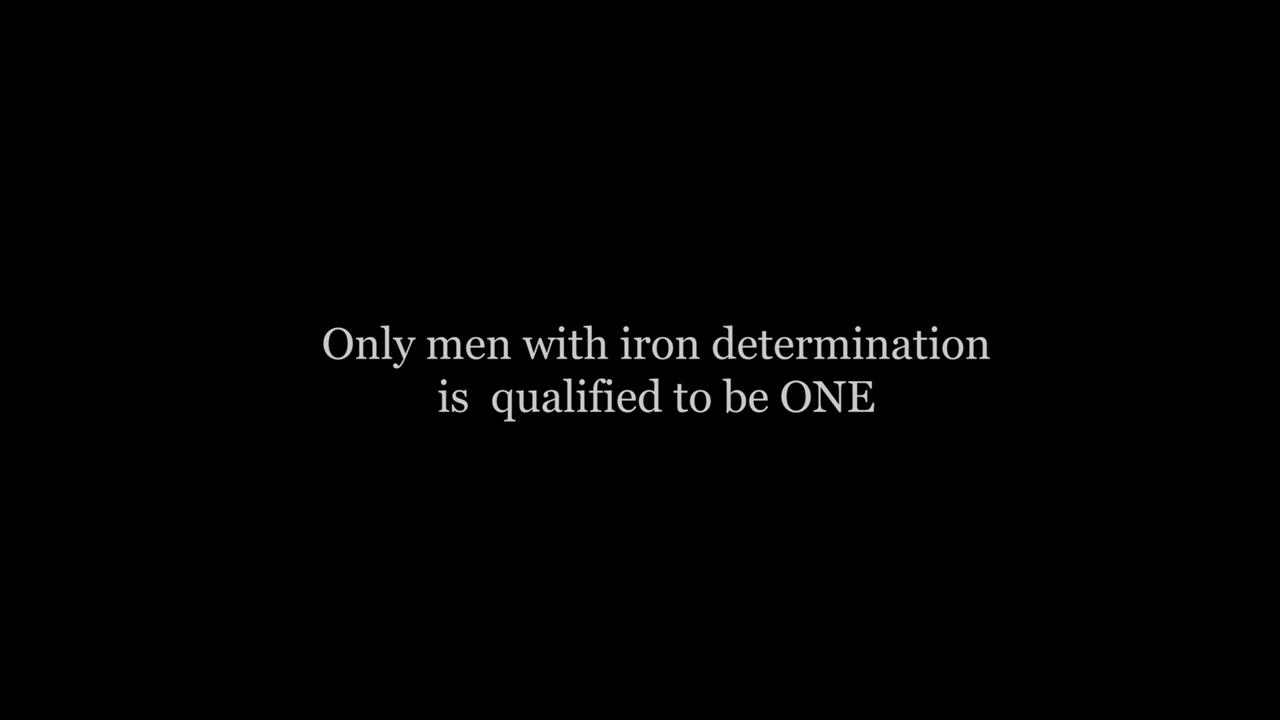 Only men with iron determination
is  qualified to be ONE